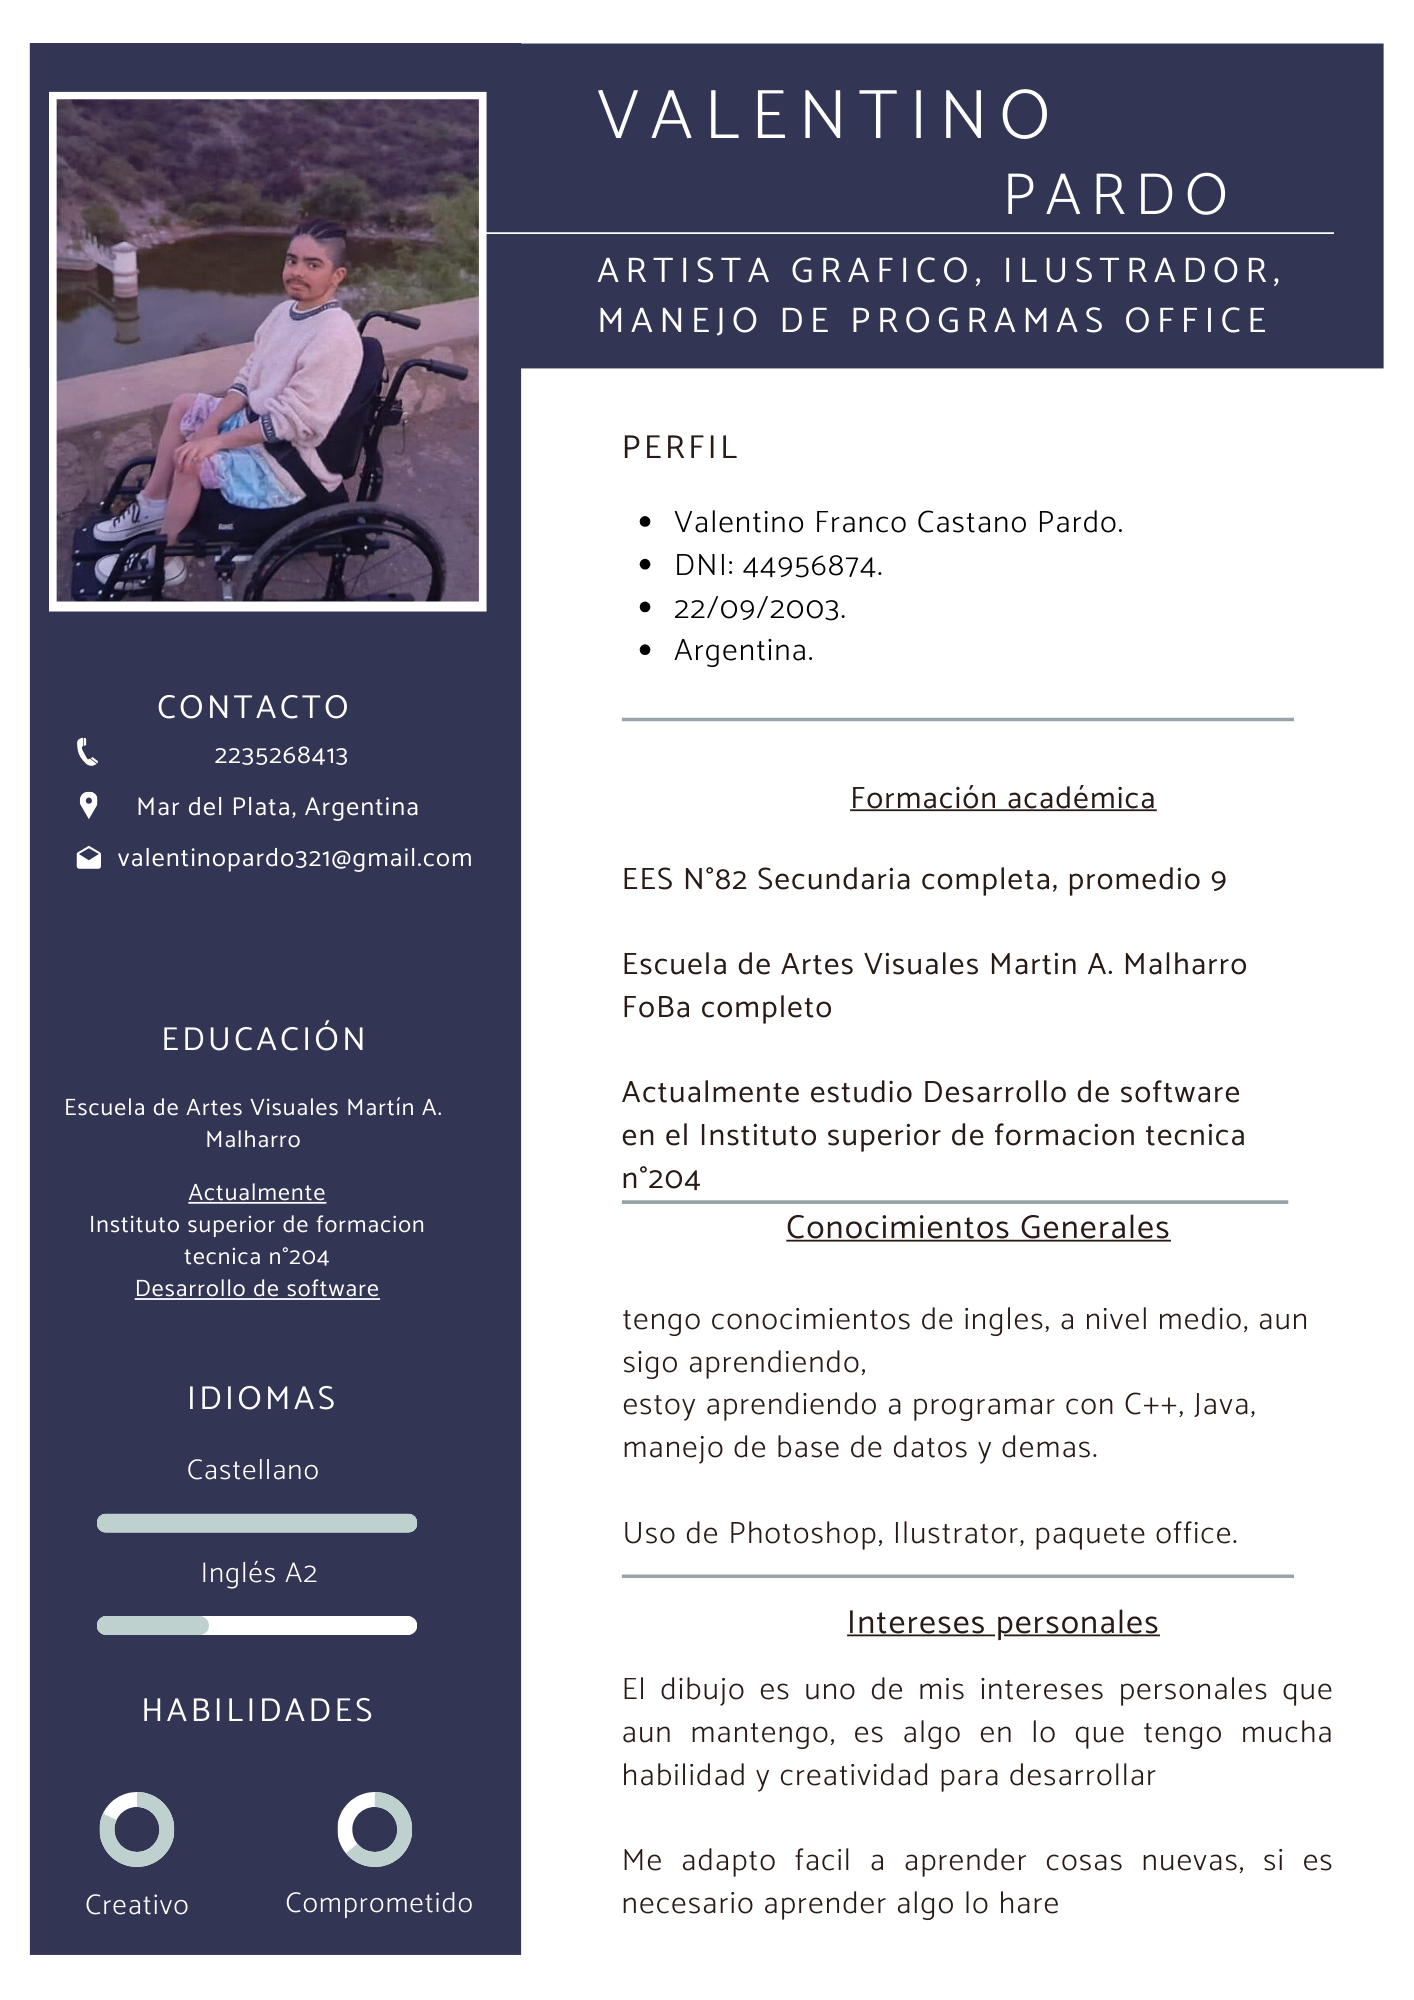 VALENTINO
PARDO
ARTISTA GRAFICO, ILUSTRADOR,
MANEJO DE PROGRAMAS OFFICE
CONTACTO
2235268413
Mar del Plata, Argentina
valentinopardo321@gmail.com
EDUCACIÓN
Escuela de Artes Visuales Martín A.
Malharro
Actualmente
Instituto superior de formacion
tecnica n°204
Desarrollo de software
IDIOMAS
Castellano
Inglés A2
HABILIDADES
Creativo
Comprometido
PERFIL
• Valentino Franco Castano Pardo.
• DNI: 44956874.
• 22/09/2003.
• Argentina.
Formación académica
EES N°82 Secundaria completa, promedio 9
Escuela de Artes Visuales Martin A. Malharro
FoBa completo
Actualmente estudio Desarrollo de software
en el Instituto superior de formacion tecnica
n°204
Conocimientos Generales
tengo conocimientos de ingles, a nivel medio, aun
sigo aprendiendo,
estoy aprendiendo a programar con C++, Java,
manejo de base de datos y demas.
Uso de Photoshop, Ilustrator, paquete office.
Intereses personales
El dibujo es uno de mis intereses personales que
aun mantengo, es algo en lo que tengo mucha
habilidad y creatividad para desarrollar
Me adapto facil a aprender cosas nuevas, si es
necesario aprender algo lo hare